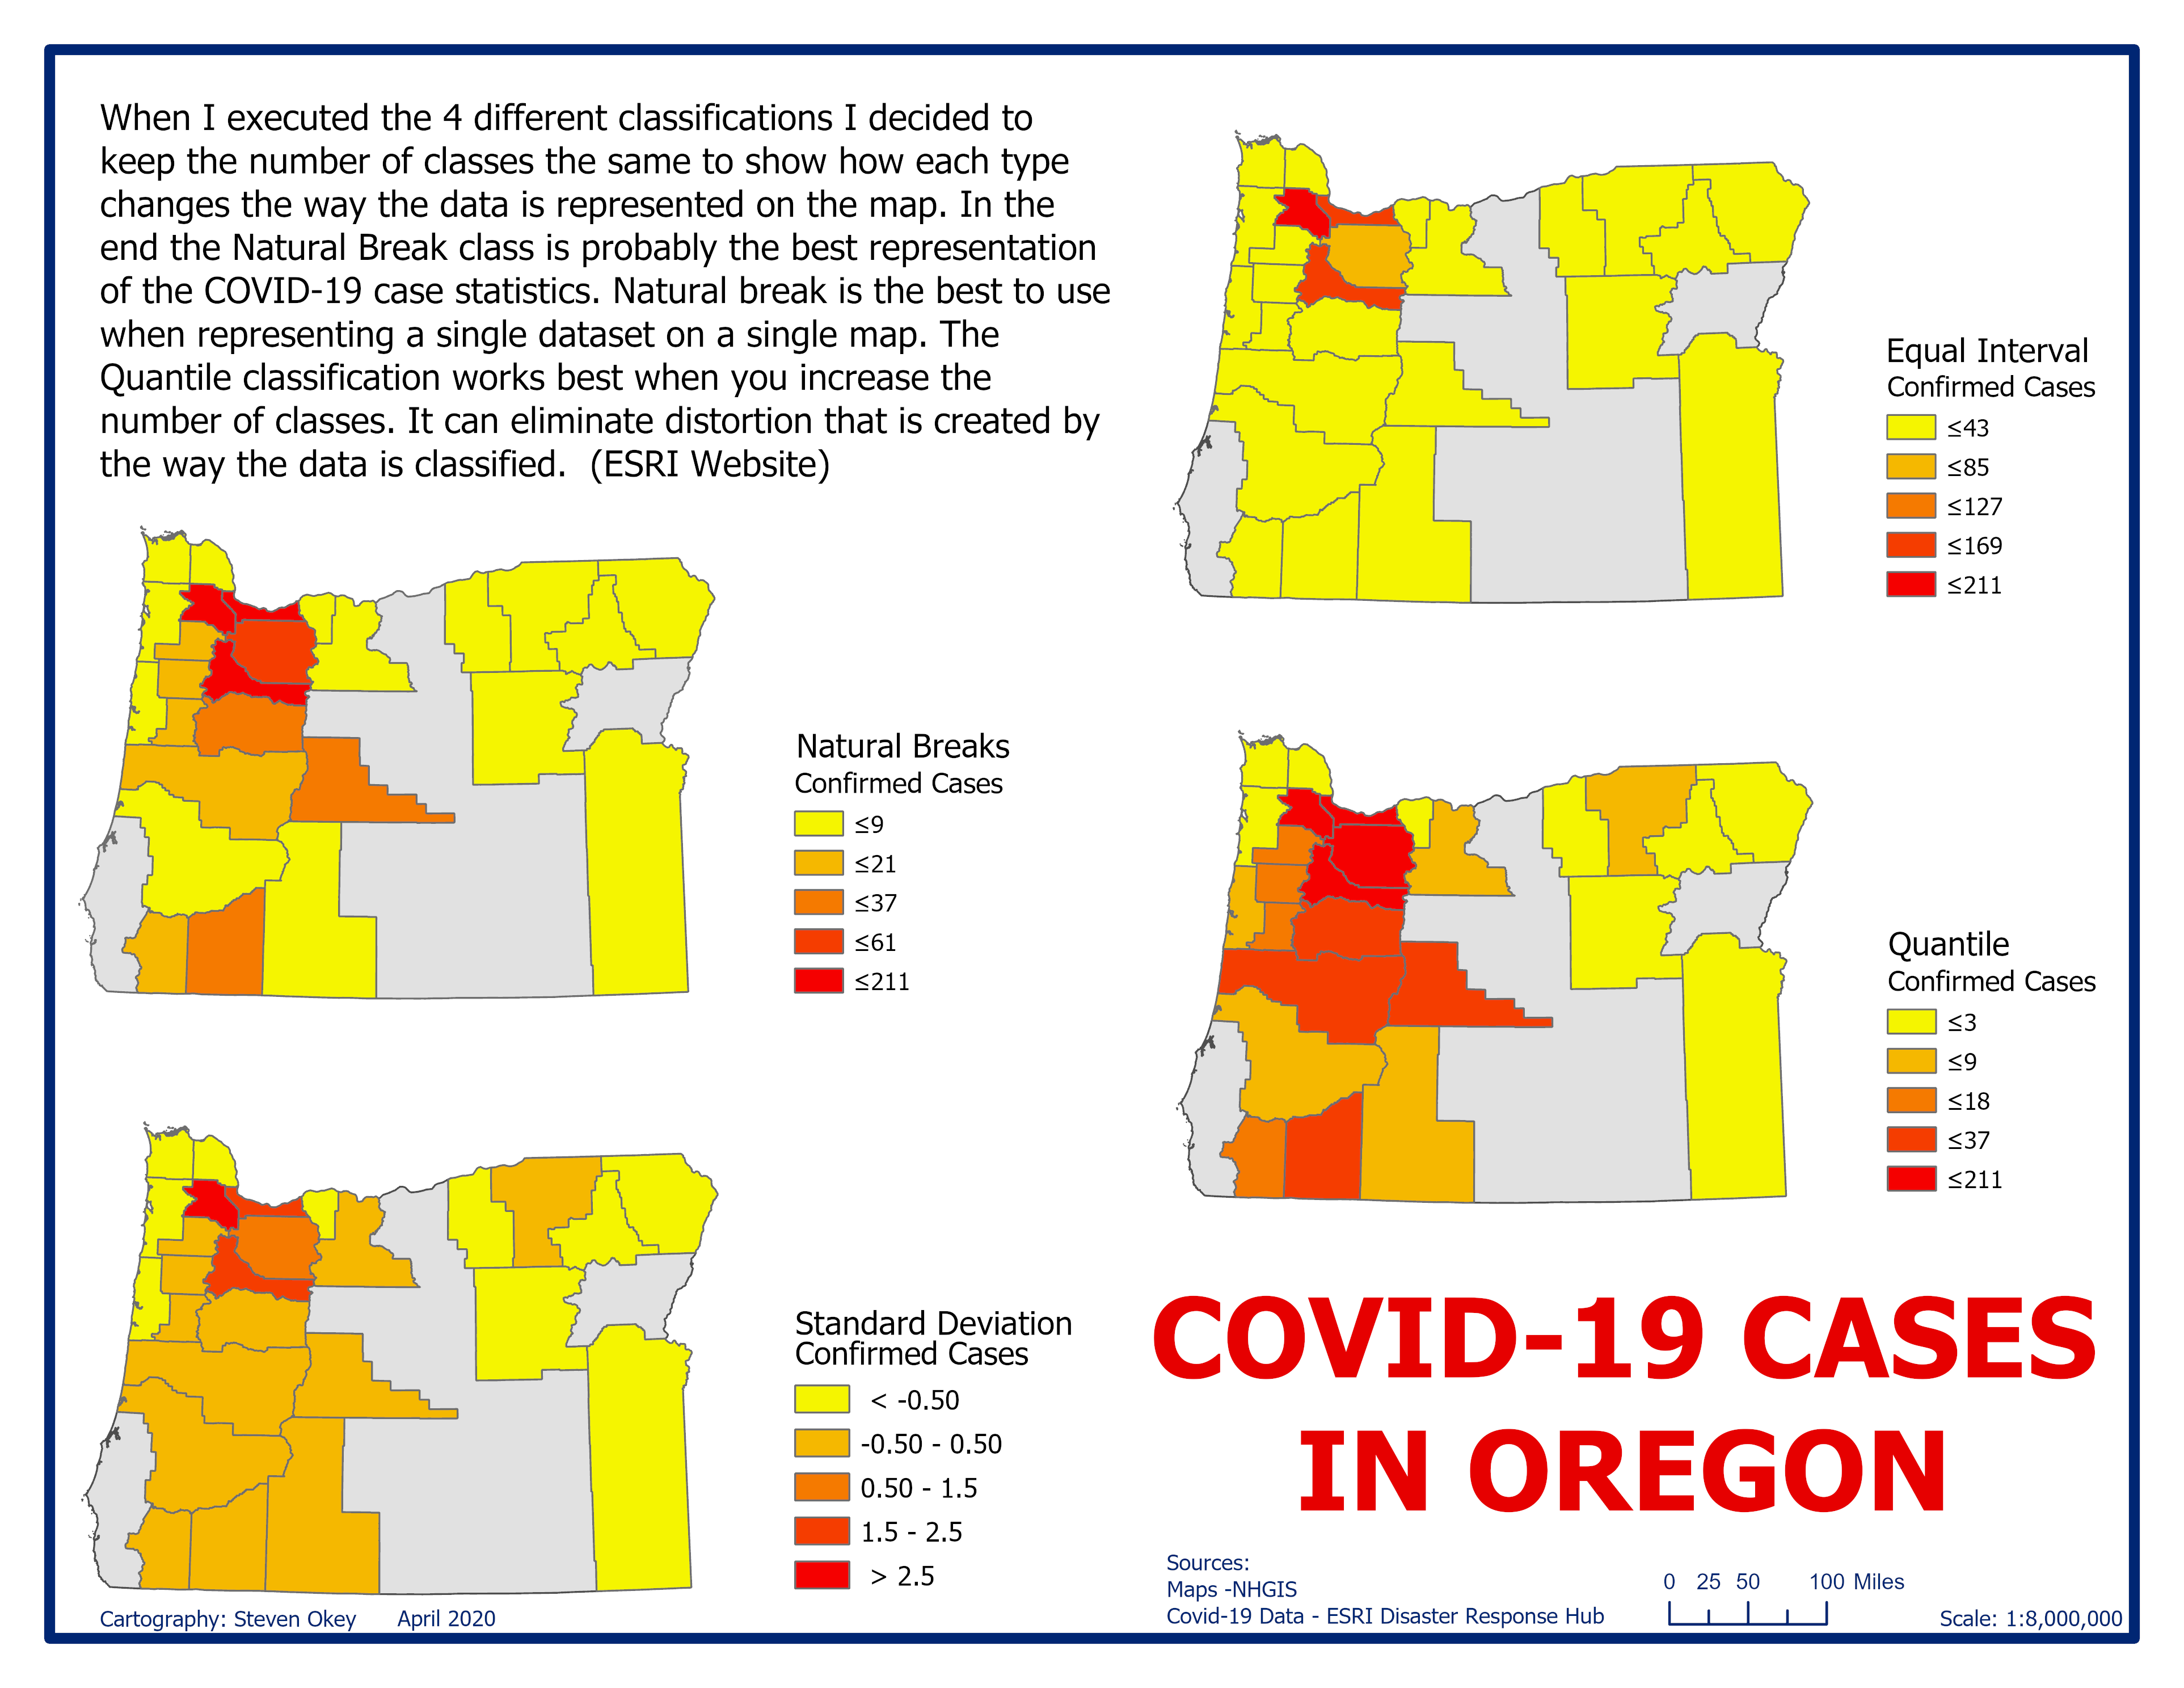 When I executed the 4 different classifications I decided to
keep the number of classes the same to show how each type
changes the way the data is represented on the map. In the
end the Natural Break class is probably the best representation
of the COVID-19 case statistics. Natural break is the best to use
when representing a single dataset on a single map. The
Quantile classification works best when you increase the
number of classes. It can eliminate distortion that is created by
the way the data is classified. (ESRI Website)
Equal Interval
Confirmed Cases
≤43
≤85
≤127
≤169
≤211
Natural Breaks
Confirmed Cases
≤9
≤21
≤37
≤61
≤211
Quantile
Confirmed Cases
≤3
≤9
≤18
≤37
≤211
Standard Deviation
Confirmed Cases
< -0.50
-0.50 - 0.50
0.50 - 1.5
1.5 - 2.5
> 2.5
COVID-19 CASES
IN OREGON
Sources:
Maps -NHGIS
Covid-19 Data - ESRI Disaster Response Hub
0 25 50 100 Miles
Scale: 1:8,000,000
Cartography: Steven Okey April 2020